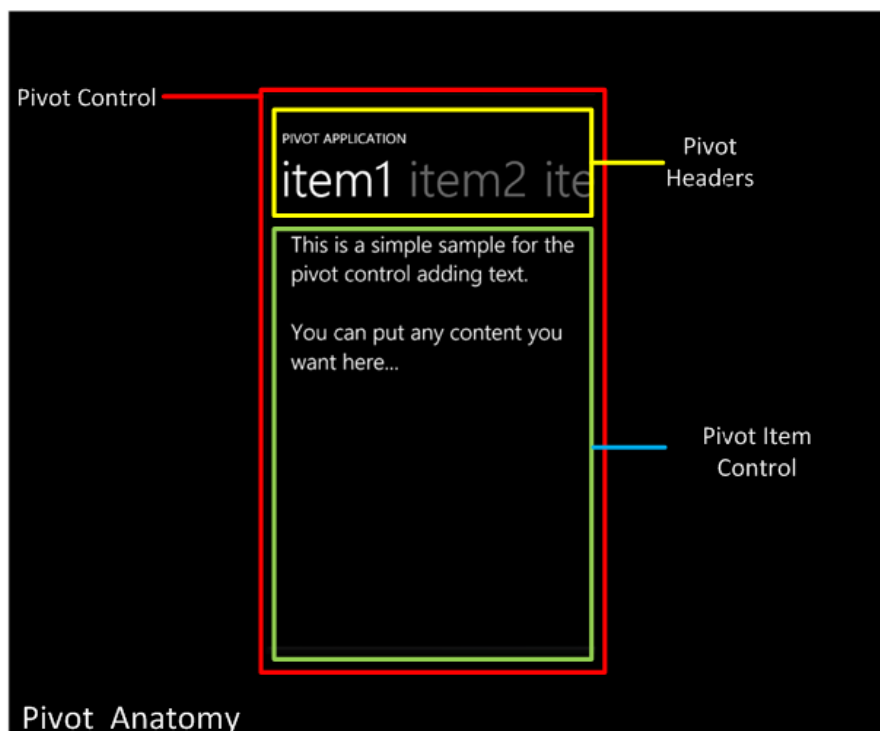 Pivot Control
PIVOT APPLICATION
item1 item2 ite
Pivot
Headers
This is a simple sample for the
pivot control adding text.
You can put any content you
want here...
Pivot Item
Control
Pivot Anatomy